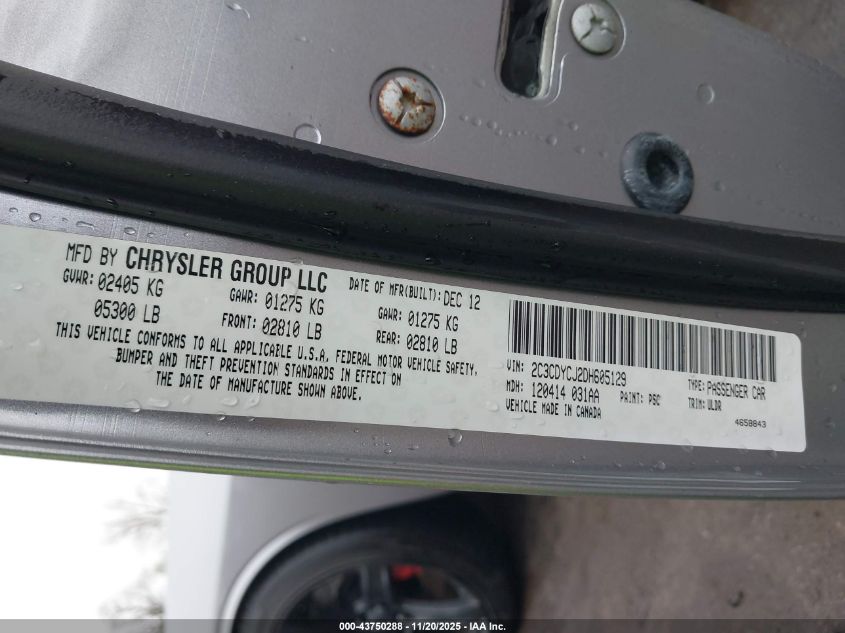 MFD BY CHRYSLER GROUP LLC
DATE OF MFR(BUILT): DEC 12
GVWR: 02405 KG
GAWR: 01275 KG
GAWR: 01275 KG
05300 LB
FRONT: 02810 LB
REAR: 02810 LB
THIS VEHICLE CONFORMS TO ALL APPLICABLE U.S.A. FEDERAL MOTOR VEHICLE SAFETY,
BUMPER AND THEFT PREVENTION STANDARDS IN EFFECT ON
THE DATE OF MANUFACTURE SHOWN ABOVE.
VIN: 2C3CDYCJ2DH605129
TYPE: PASSENGER CAR
MDH: 120414 031AA
PAINT: PSC
TRIM: ULDR
VEHICLE MADE IN CANADA
4658843
000-43750288 - 11/20/2025 - IAA Inc.